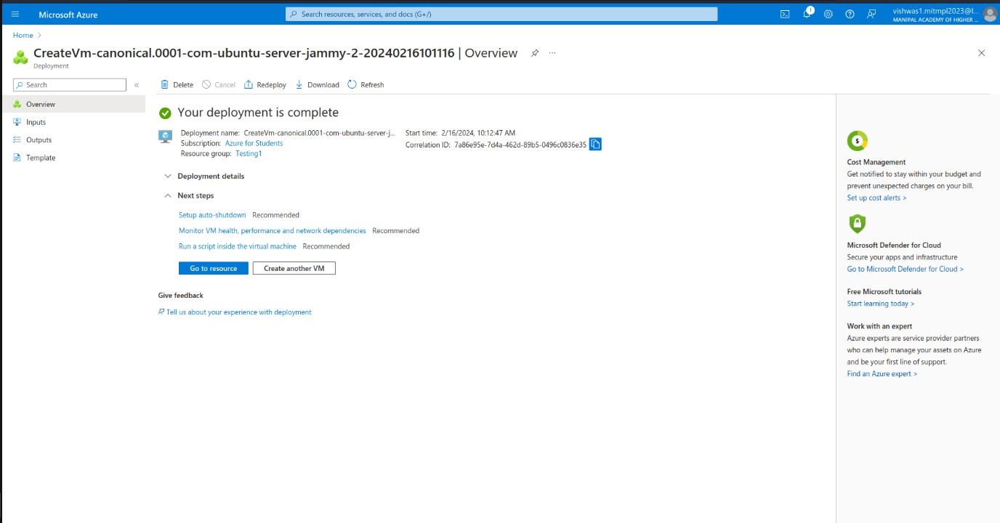 Microsoft Azure
Search resources, services, and docs (G+/)
1
vishwas1.mitmpl2023@l...
MANIPAL ACADEMY OF HIGHER ...
Home >
CreateVm-canonical.0001-com-ubuntu-server-jammy-2-20240216101116 | Overview
...
Deployment
Search
«
Delete Cancel Redeploy Download Refresh
Overview
Inputs
Outputs
Template
Your deployment is complete
Deployment name: CreateVm-canonical.0001-com-ubuntu-server-j...
Subscription: Azure for Students
Resource group: Testing1
Start time: 2/16/2024, 10:12:47 AM
Correlation ID: 7a86e95e-7d4a-462d-89b5-0496c0836e35
Deployment details
Next steps
Setup auto-shutdown Recommended
Monitor VM health, performance and network dependencies Recommended
Run a script inside the virtual machine Recommended
Go to resource Create another VM
Give feedback
Tell us about your experience with deployment
$
Cost Management
Get notified to stay within your budget and
prevent unexpected charges on your bill.
Set up cost alerts >
Microsoft Defender for Cloud
Secure your apps and infrastructure
Go to Microsoft Defender for Cloud >
Free Microsoft tutorials
Start learning today >
Work with an expert
Azure experts are service provider partners
who can help manage your assets on Azure
and be your first line of support.
Find an Azure expert >